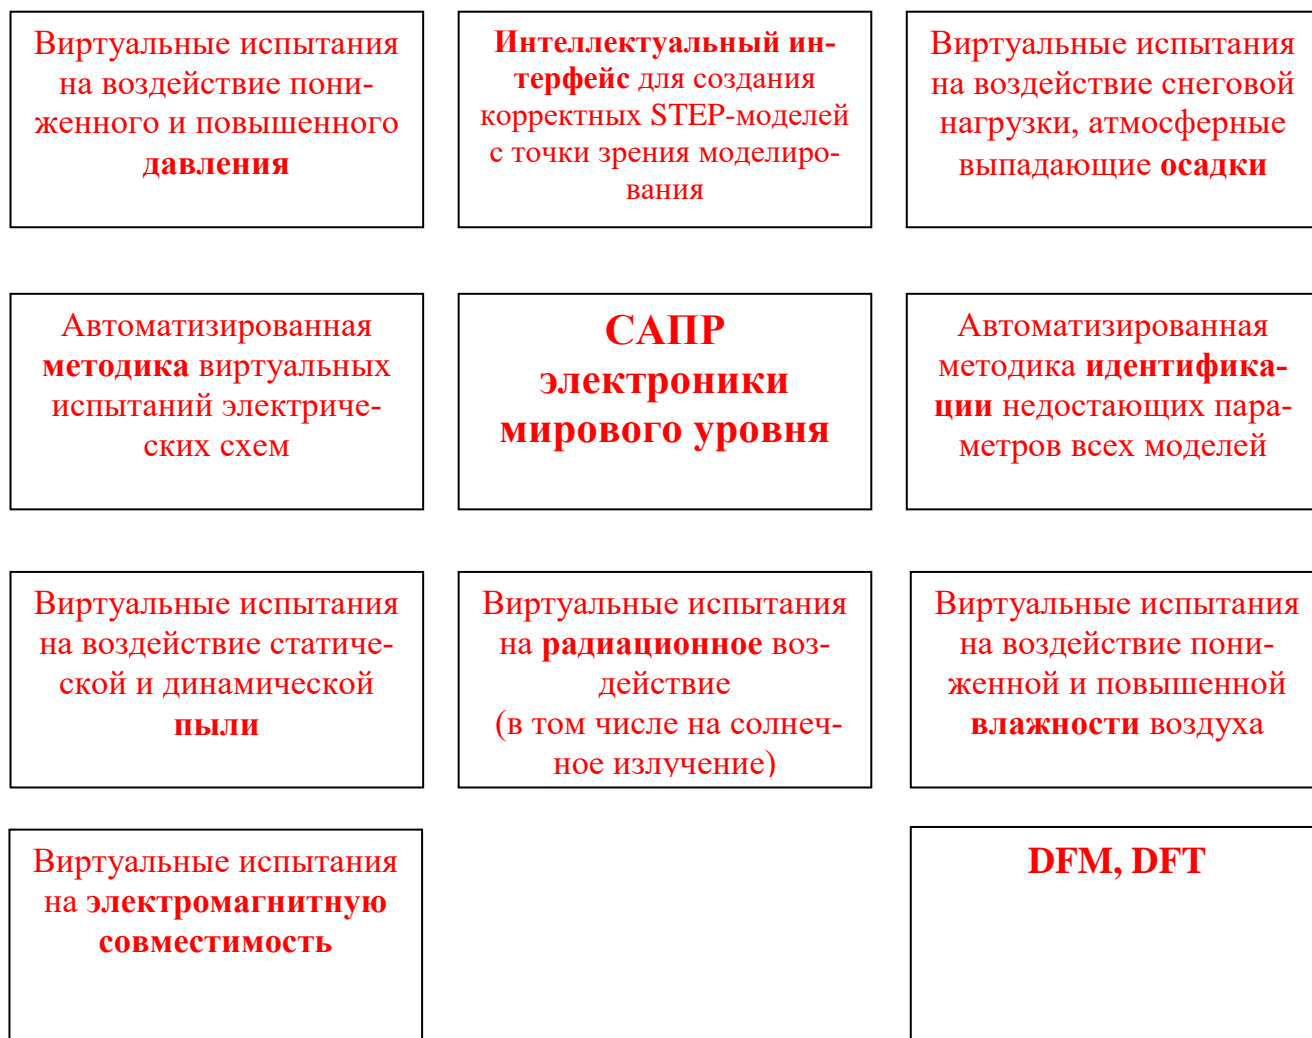 Виртуальные испытания
на воздействие пони-
женного и повышенного
давления
Интеллектуальный ин-
терфейс для создания
корректных STEP-моделей
с точки зрения моделиро-
вания
Виртуальные испытания
на воздействие снеговой
нагрузки, атмосферные
выпадающие осадки
Автоматизированная
методика виртуальных
испытаний электриче-
ских схем
САПР
электроники
мирового уровня
Автоматизированная
методика идентифика-
ции недостающих пара-
метров всех моделей
Виртуальные испытания
на воздействие статиче-
ской и динамической
пыли
Виртуальные испытания
на радиационное воз-
действие
(в том числе на солнеч-
ное излучение)
Виртуальные испытания
на воздействие пони-
женной и повышенной
влажности воздуха
Виртуальные испытания
на электромагнитную
совместимость
DFM, DFT